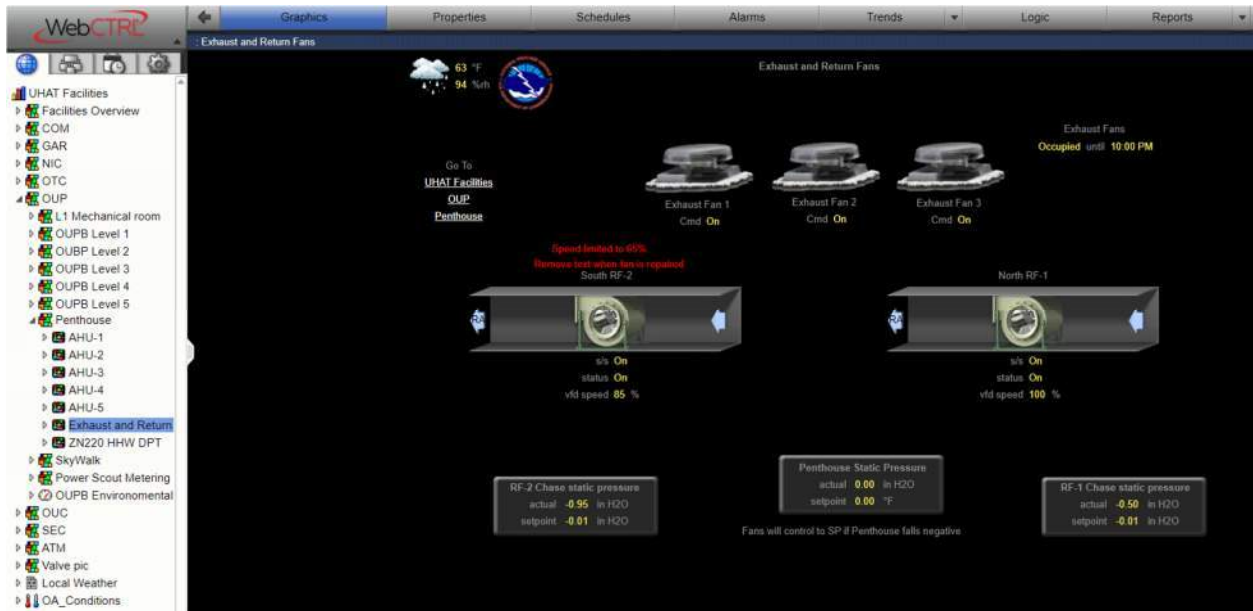 WebCTRL
Graphics
Properties
Schedules
Alarms
Trends
Logic
Reports
: Exhaust and Return Fans
UHAT Facilities
Facilities Overview
COM
GAR
NIC
OTC
OUP
L1 Mechanical room
OUPB Level 1
OUBP Level 2
OUPB Level 3
OUPB Level 4
OUPB Level 5
Penthouse
AHU-1
AHU-2
AHU-3
AHU-4
AHU-5
Exhaust and Return
ZN220 HHW DPT
SkyWalk
Power Scout Metering
OUPB Environomental
OUC
SEC
ATM
Valve pic
Local Weather
OA_Conditions
63 °F
94 %rh
Exhaust and Return Fans
Exhaust Fans
Occupied until 10:00 PM
Go To
UHAT Facilities
OUP
Penthouse
Exhaust Fan 1
Cmd On
Exhaust Fan 2
Cmd On
Exhaust Fan 3
Cmd On
Speed limited to 65%
Remove text when fan is repaired
South RF-2
RA
s/s On
status On
vfd speed 85 %
North RF-1
RA
s/s On
status On
vfd speed 100 %
RF-2 Chase static pressure
actual -0.95 in H2O
setpoint -0.01 in H2O
Penthouse Static Pressure
actual 0.00 in H2O
setpoint 0.00 °F
Fans will control to SP if Penthouse falls negative
RF-1 Chase static pressure
actual -0.50 in H2O
setpoint -0.01 in H2O